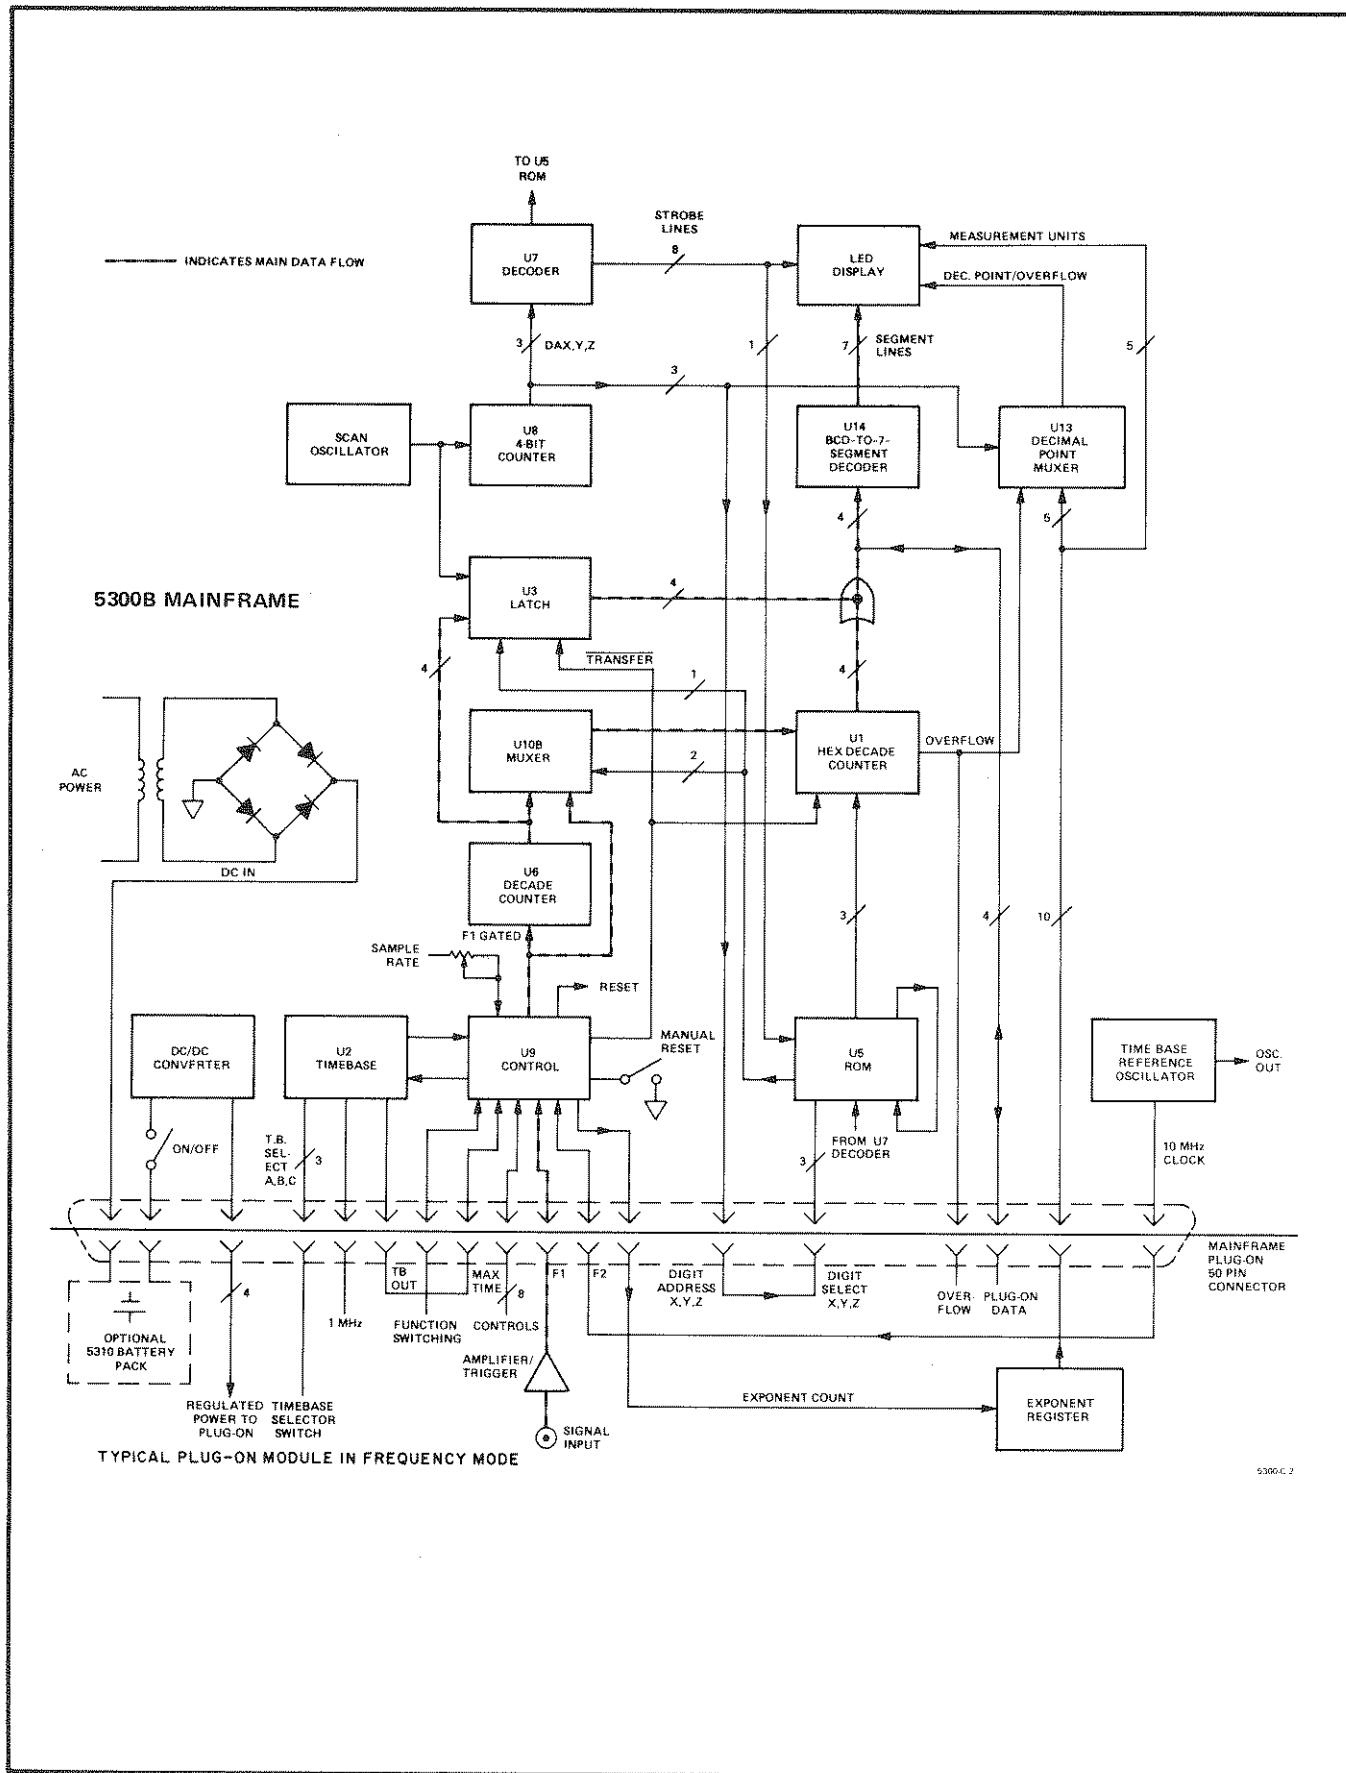 TO U5
ROM
STROBE
LINES
8
U7
DECODER
LED
DISPLAY
MEASUREMENT UNITS
DEC. POINT/OVERFLOW
INDICATES MAIN DATA FLOW
3
DAX,Y,Z
1
7
SEGMENT
LINES
5
3
SCAN
OSCILLATOR
U8
4-BIT
COUNTER
U14
BCD-TO-7-
SEGMENT
DECODER
U13
DECIMAL
POINT
MUXER
4
5
5300B MAINFRAME
U3
LATCH
4
4
TRANSFER
1
4
U10B
MUXER
2
U1
HEX DECADE
COUNTER
OVERFLOW
AC
POWER
DC IN
U6
DECADE
COUNTER
3
4
10
F1 GATED
SAMPLE
RATE
RESET
DC/DC
CONVERTER
U2
TIMEBASE
U9
CONTROL
MANUAL
RESET
U5
ROM
TIME BASE
REFERENCE
OSCILLATOR
OSC.
OUT
ON/OFF
T.B.
SEL-
ECT
A,B,C
3
3
FROM U7
DECODER
10 MHz
CLOCK
MAINFRAME
PLUG-ON
50 PIN
CONNECTOR
OPTIONAL
5310 BATTERY
PACK
4
1 MHz
TB
OUT
FUNCTION
SWITCHING
MAX
TIME
8
CONTROLS
F1
F2
DIGIT
ADDRESS
X,Y,Z
DIGIT
SELECT
X,Y,Z
OVER-
FLOW
PLUG-ON
DATA
AMPLIFIER/
TRIGGER
REGULATED
POWER TO
PLUG-ON
TIMEBASE
SELECTOR
SWITCH
SIGNAL
INPUT
EXPONENT COUNT
EXPONENT
REGISTER
TYPICAL PLUG-ON MODULE IN FREQUENCY MODE
5300-C 2